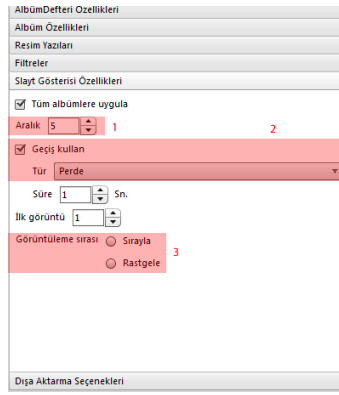 AlbümDefteri Özellikleri
Albüm Özellikleri
Resim Yazıları
Filtreler
Slayt Gösterisi Özellikleri
Tüm albümlere uygula
Aralık 5 1
2
Geçiş kullan
Tür Perde
Süre 1 Sn.
İlk görüntü 1
Görüntüleme sırası Sırayla
3
Rastgele
Dışa Aktarma Seçenekleri